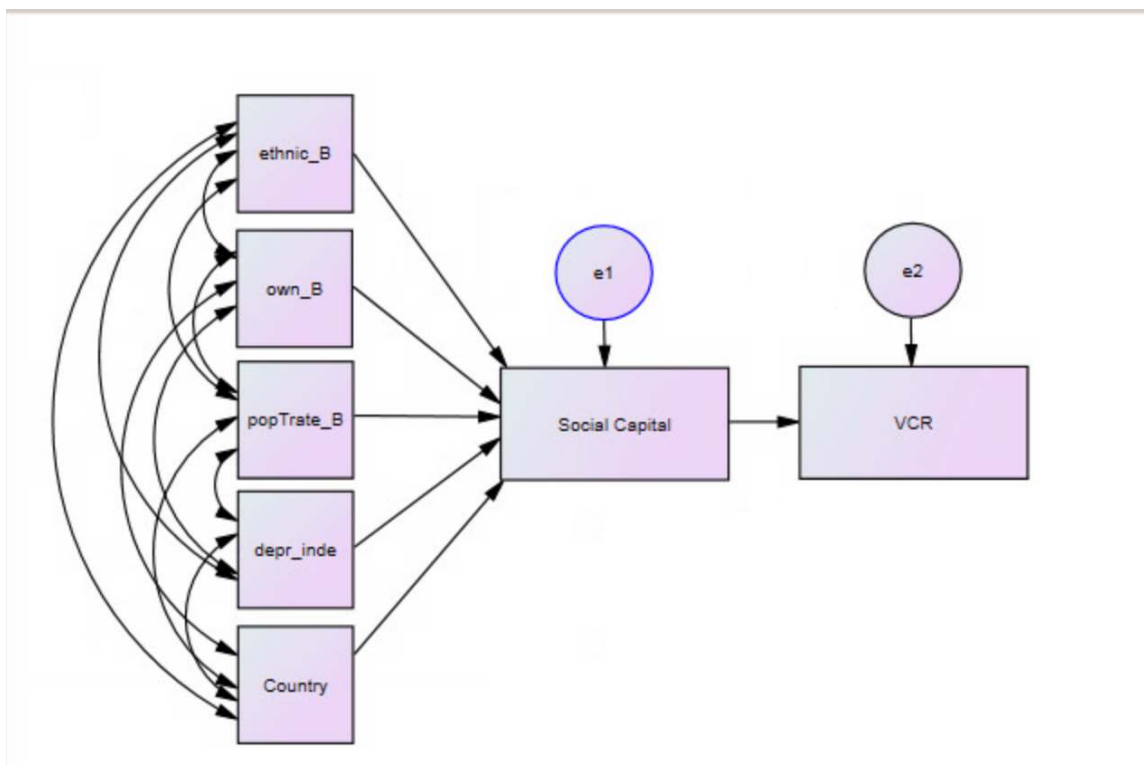 ethnic_B
own_B
popTrate_B
depr_inde
Country
e1
e2
Social Capital
VCR